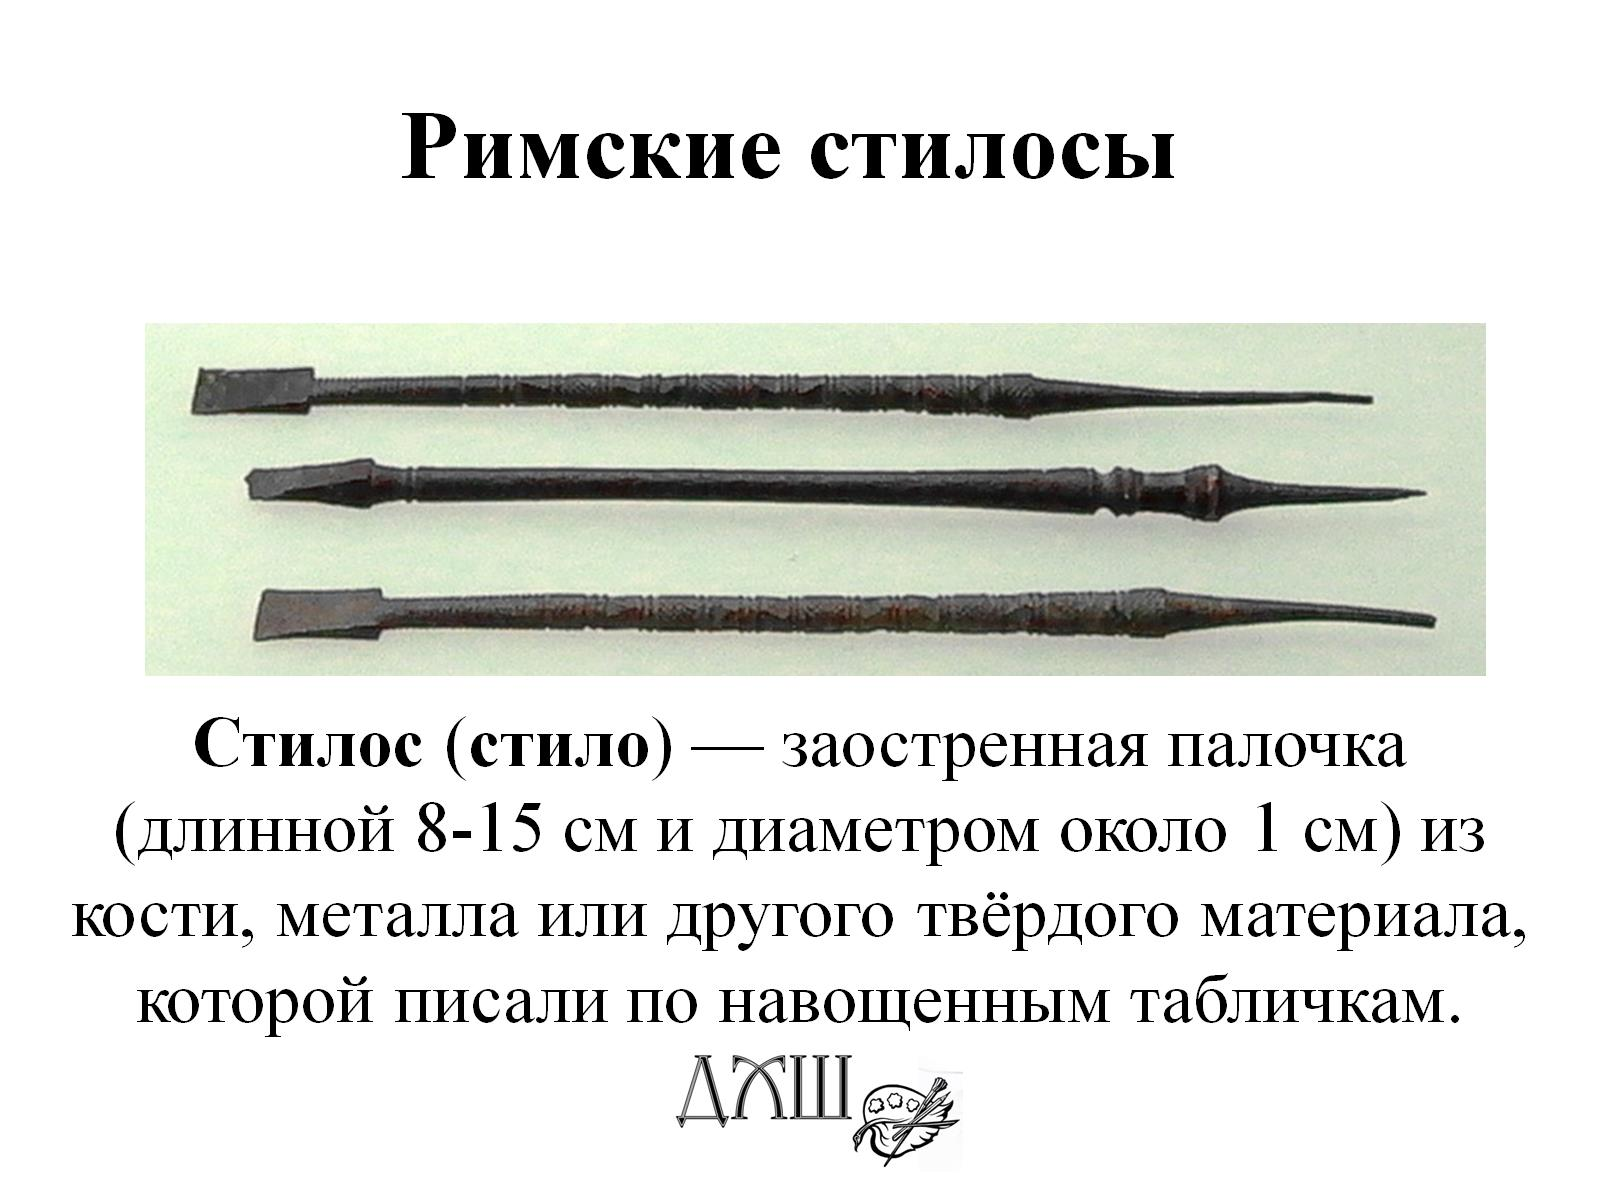 Римские стилосы
Стилос (стило) — заостренная палочка
(длинной 8-15 см и диаметром около 1 см) из
кости, металла или другого твёрдого материала,
которой писали по навощенным табличкам.
ДХШ